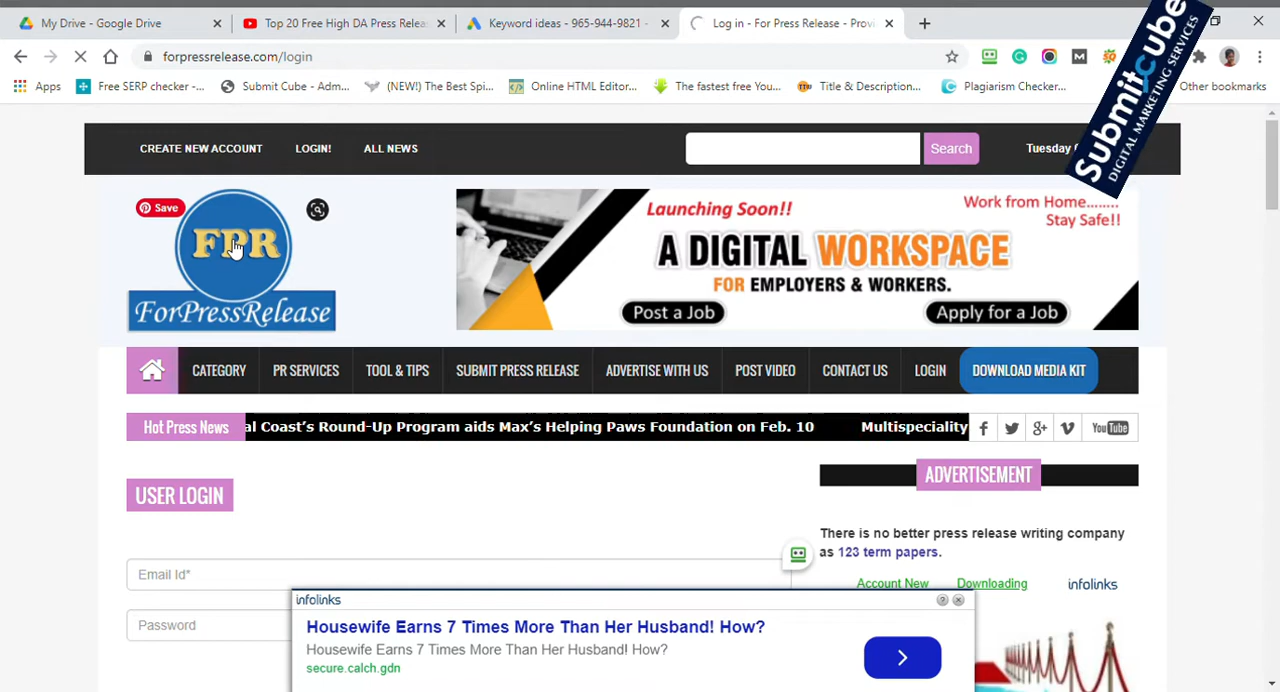 My Drive - Google Drive
Top 20 Free High DA Press Relea
Keyword ideas - 965-944-9821 -
Log in - For Press Release - Provi
forpressrelease.com/login
Apps
Free SERP checker -...
Submit Cube - Adm...
(NEW!) The Best Spi...
Online HTML Editor...
The fastest free You...
Title & Description...
Plagiarism Checker...
Other bookmarks
Submitcube
DIGITAL MARKETING SERVICES
CREATE NEW ACCOUNT
LOGIN!
ALL NEWS
Search
Tuesday
Save
FPR
ForPressRelease
Launching Soon!!
Work from Home........
Stay Safe!!
A DIGITAL WORKSPACE
FOR EMPLOYERS & WORKERS.
Post a Job
Apply for a Job
CATEGORY
PR SERVICES
TOOL & TIPS
SUBMIT PRESS RELEASE
ADVERTISE WITH US
POST VIDEO
CONTACT US
LOGIN
DOWNLOAD MEDIA KIT
Hot Press News
al Coast's Round-Up Program aids Max's Helping Paws Foundation on Feb. 10
Multispeciality
You Tube
USER LOGIN
ADVERTISEMENT
There is no better press release writing company
as 123 term papers.
Email Id*
Account New
Downloading
infolinks
Password
infolinks
Housewife Earns 7 Times More Than Her Husband! How?
Housewife Earns 7 Times More Than Her Husband! How?
secure.calch.gdn